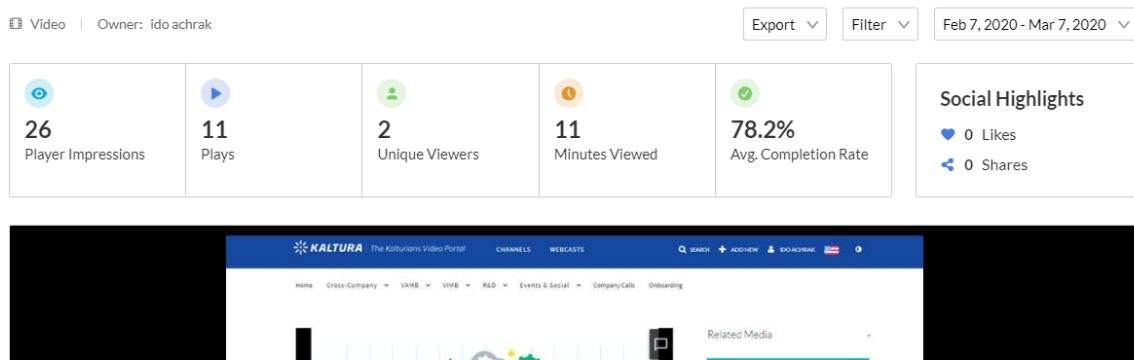 Video | Owner: ido achrak
Export
Filter
Feb 7, 2020 - Mar 7, 2020
26
Player Impressions
11
Plays
2
Unique Viewers
11
Minutes Viewed
78.2%
Avg. Completion Rate
Social Highlights
0 Likes
0 Shares
KALTURA The Kalturians Video Portal
CHANNELS WEBCASTS
SEARCH ADD NEW IDO ACHRAK
Home Cross-Company VAMB VIMB R&D Events & Social Company Calls Onboarding
Related Media